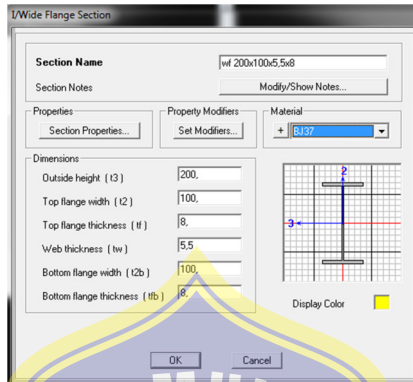 I/Wide Flange Section
Section Name wf 200x100x5,5x8
Section Notes Modify/Show Notes...
Properties Property Modifiers Material
Section Properties... Set Modifiers... + BJ37
Dimensions
Outside height ( t3 ) 200,
Top flange width ( t2 ) 100,
Top flange thickness ( tf ) 8,
Web thickness ( tw ) 5,5
Bottom flange width ( t2b ) 100,
Bottom flange thickness ( tfb ) 8,
2
3
Display Color
OK Cancel